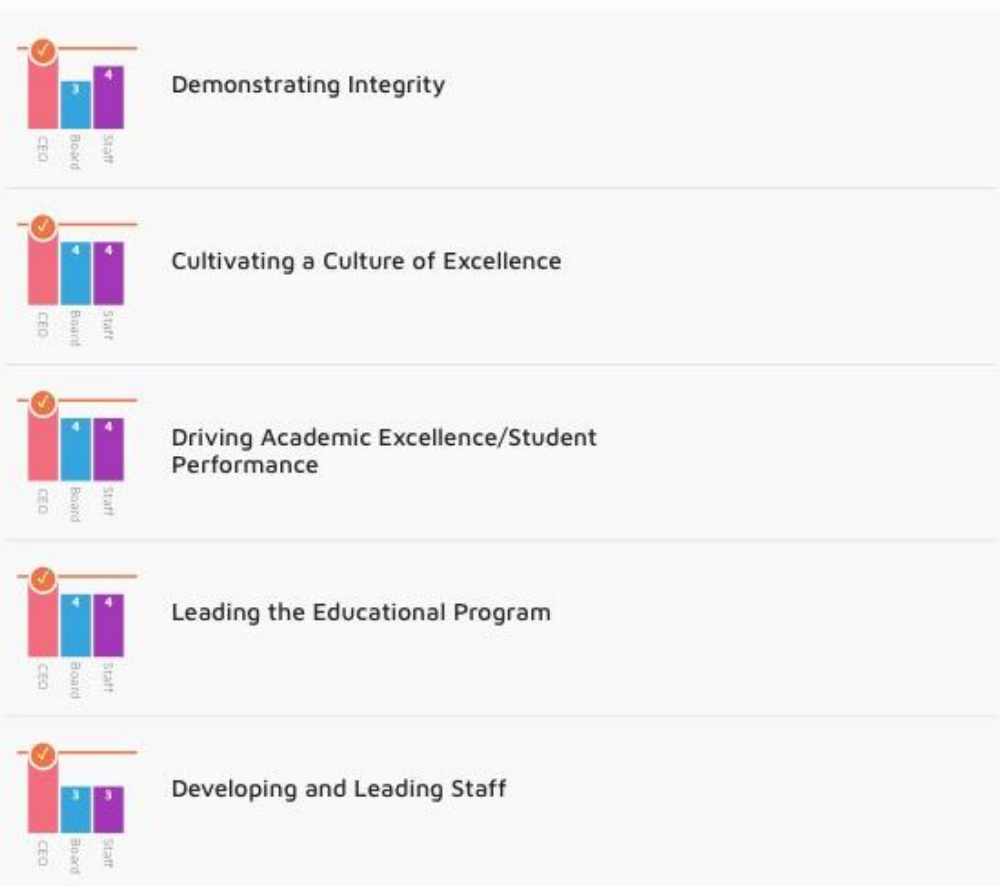 3
4
CEO
Board
Staff
Demonstrating Integrity
4
4
CEO
Board
Staff
Cultivating a Culture of Excellence
4
4
CEO
Board
Staff
Driving Academic Excellence/Student
Performance
4
4
CEO
Board
Staff
Leading the Educational Program
3
3
CEO
Board
Staff
Developing and Leading Staff